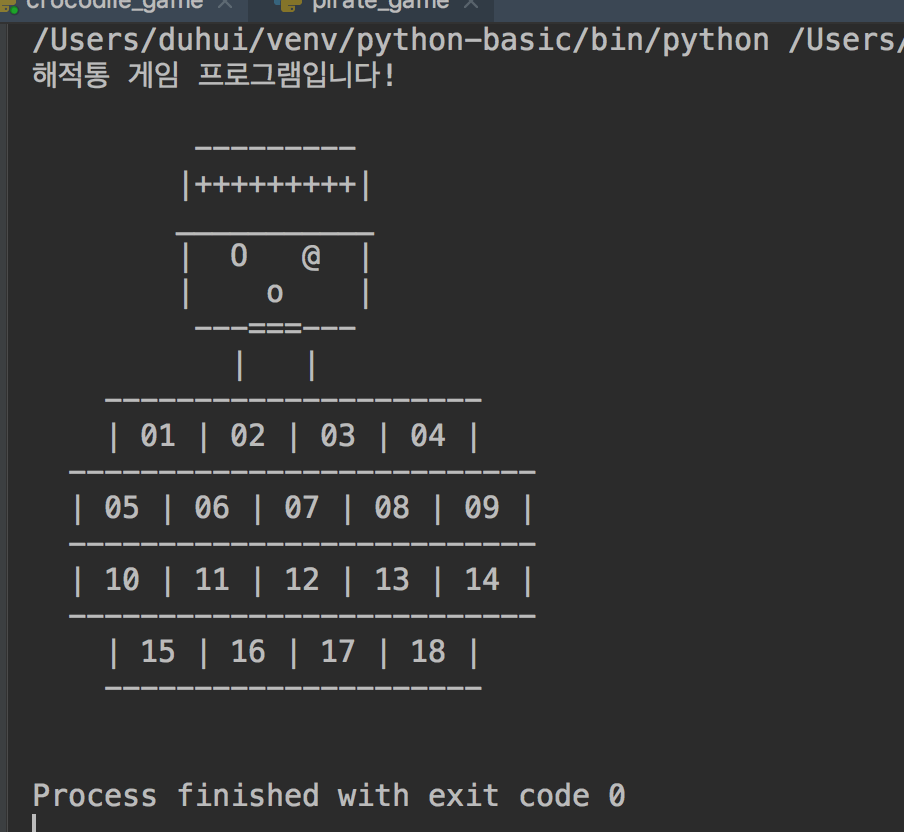 crocodile_game pirate_game
/Users/duhui/venv/python-basic/bin/python /Users/
해적통 게임 프로그램입니다!
         ---------
        |+++++++++|
        ___________
        |  O   @  |
        |    o    |
         ---===---
           |   |
    ---------------------
    | 01 | 02 | 03 | 04 |
  --------------------------
  | 05 | 06 | 07 | 08 | 09 |
  --------------------------
  | 10 | 11 | 12 | 13 | 14 |
  --------------------------
    | 15 | 16 | 17 | 18 |
    ---------------------
Process finished with exit code 0